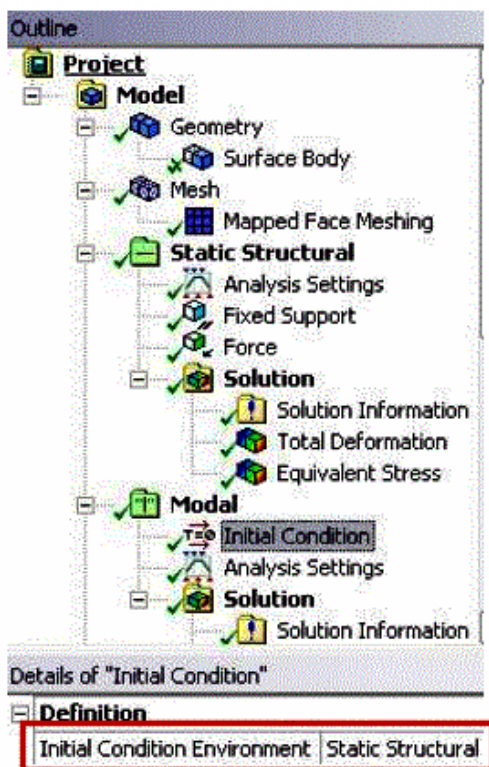 Outline
Project
Model
Geometry
Surface Body
Mesh
Mapped Face Meshing
Static Structural
Analysis Settings
Fixed Support
Force
Solution
Solution Information
Total Deformation
Equivalent Stress
Modal
T=0 Initial Condition
Analysis Settings
Solution
Solution Information
Details of "Initial Condition"
Definition
Initial Condition Environment Static Structural